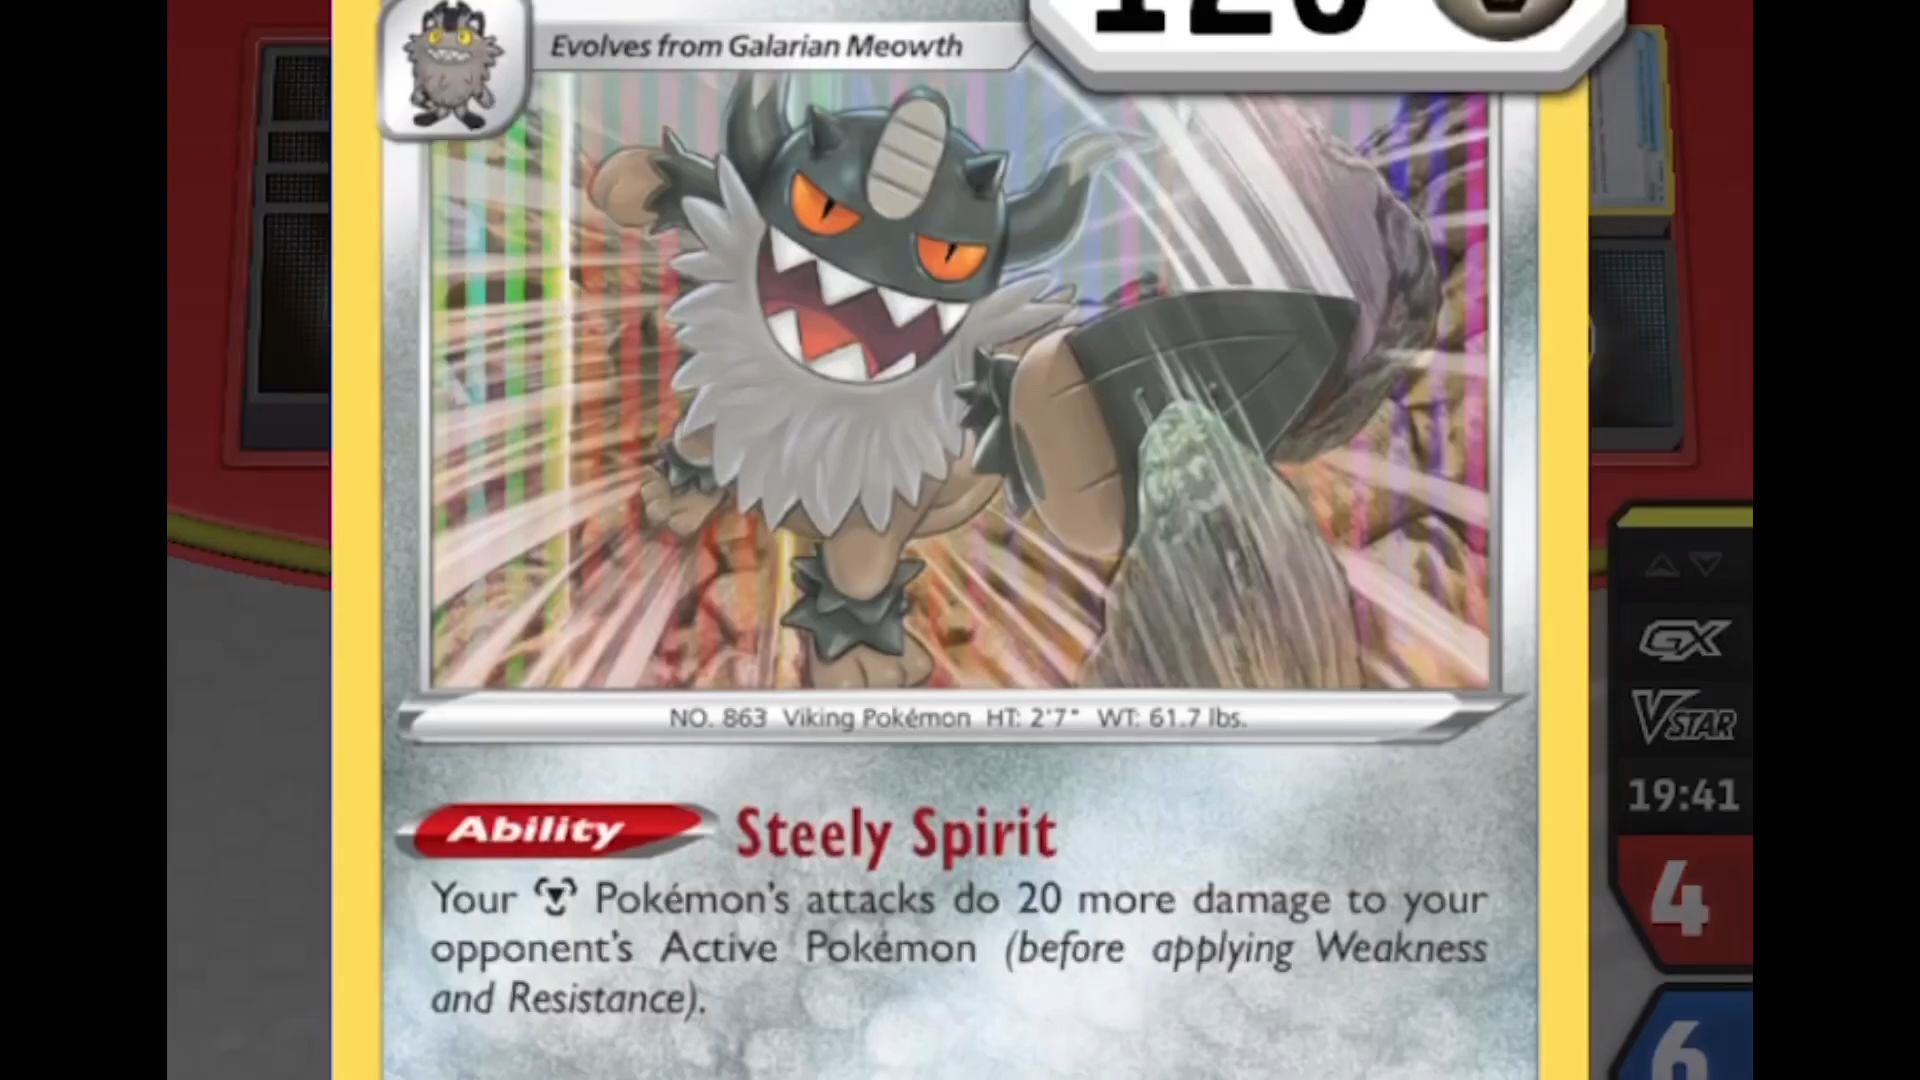 120
Evolves from Galarian Meowth
NO. 863 Viking Pokémon HT: 2'7" WT: 61.7 lbs.
Ability Steely Spirit
Your Pokémon's attacks do 20 more damage to your
opponent's Active Pokémon (before applying Weakness
and Resistance).
GX
VSTAR
19:41
4
6